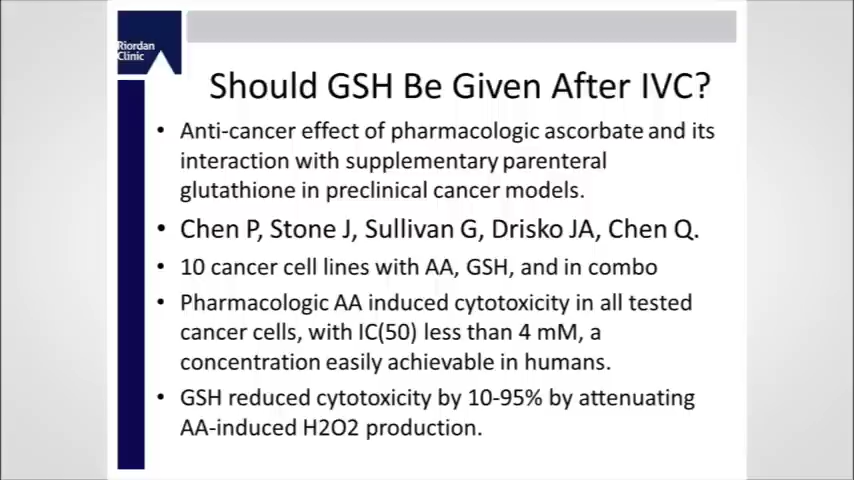 Riordan
Clinic
Should GSH Be Given After IVC?
• Anti-cancer effect of pharmacologic ascorbate and its
interaction with supplementary parenteral
glutathione in preclinical cancer models.
• Chen P, Stone J, Sullivan G, Drisko JA, Chen Q.
• 10 cancer cell lines with AA, GSH, and in combo
• Pharmacologic AA induced cytotoxicity in all tested
cancer cells, with IC(50) less than 4 mM, a
concentration easily achievable in humans.
• GSH reduced cytotoxicity by 10-95% by attenuating
AA-induced H2O2 production.